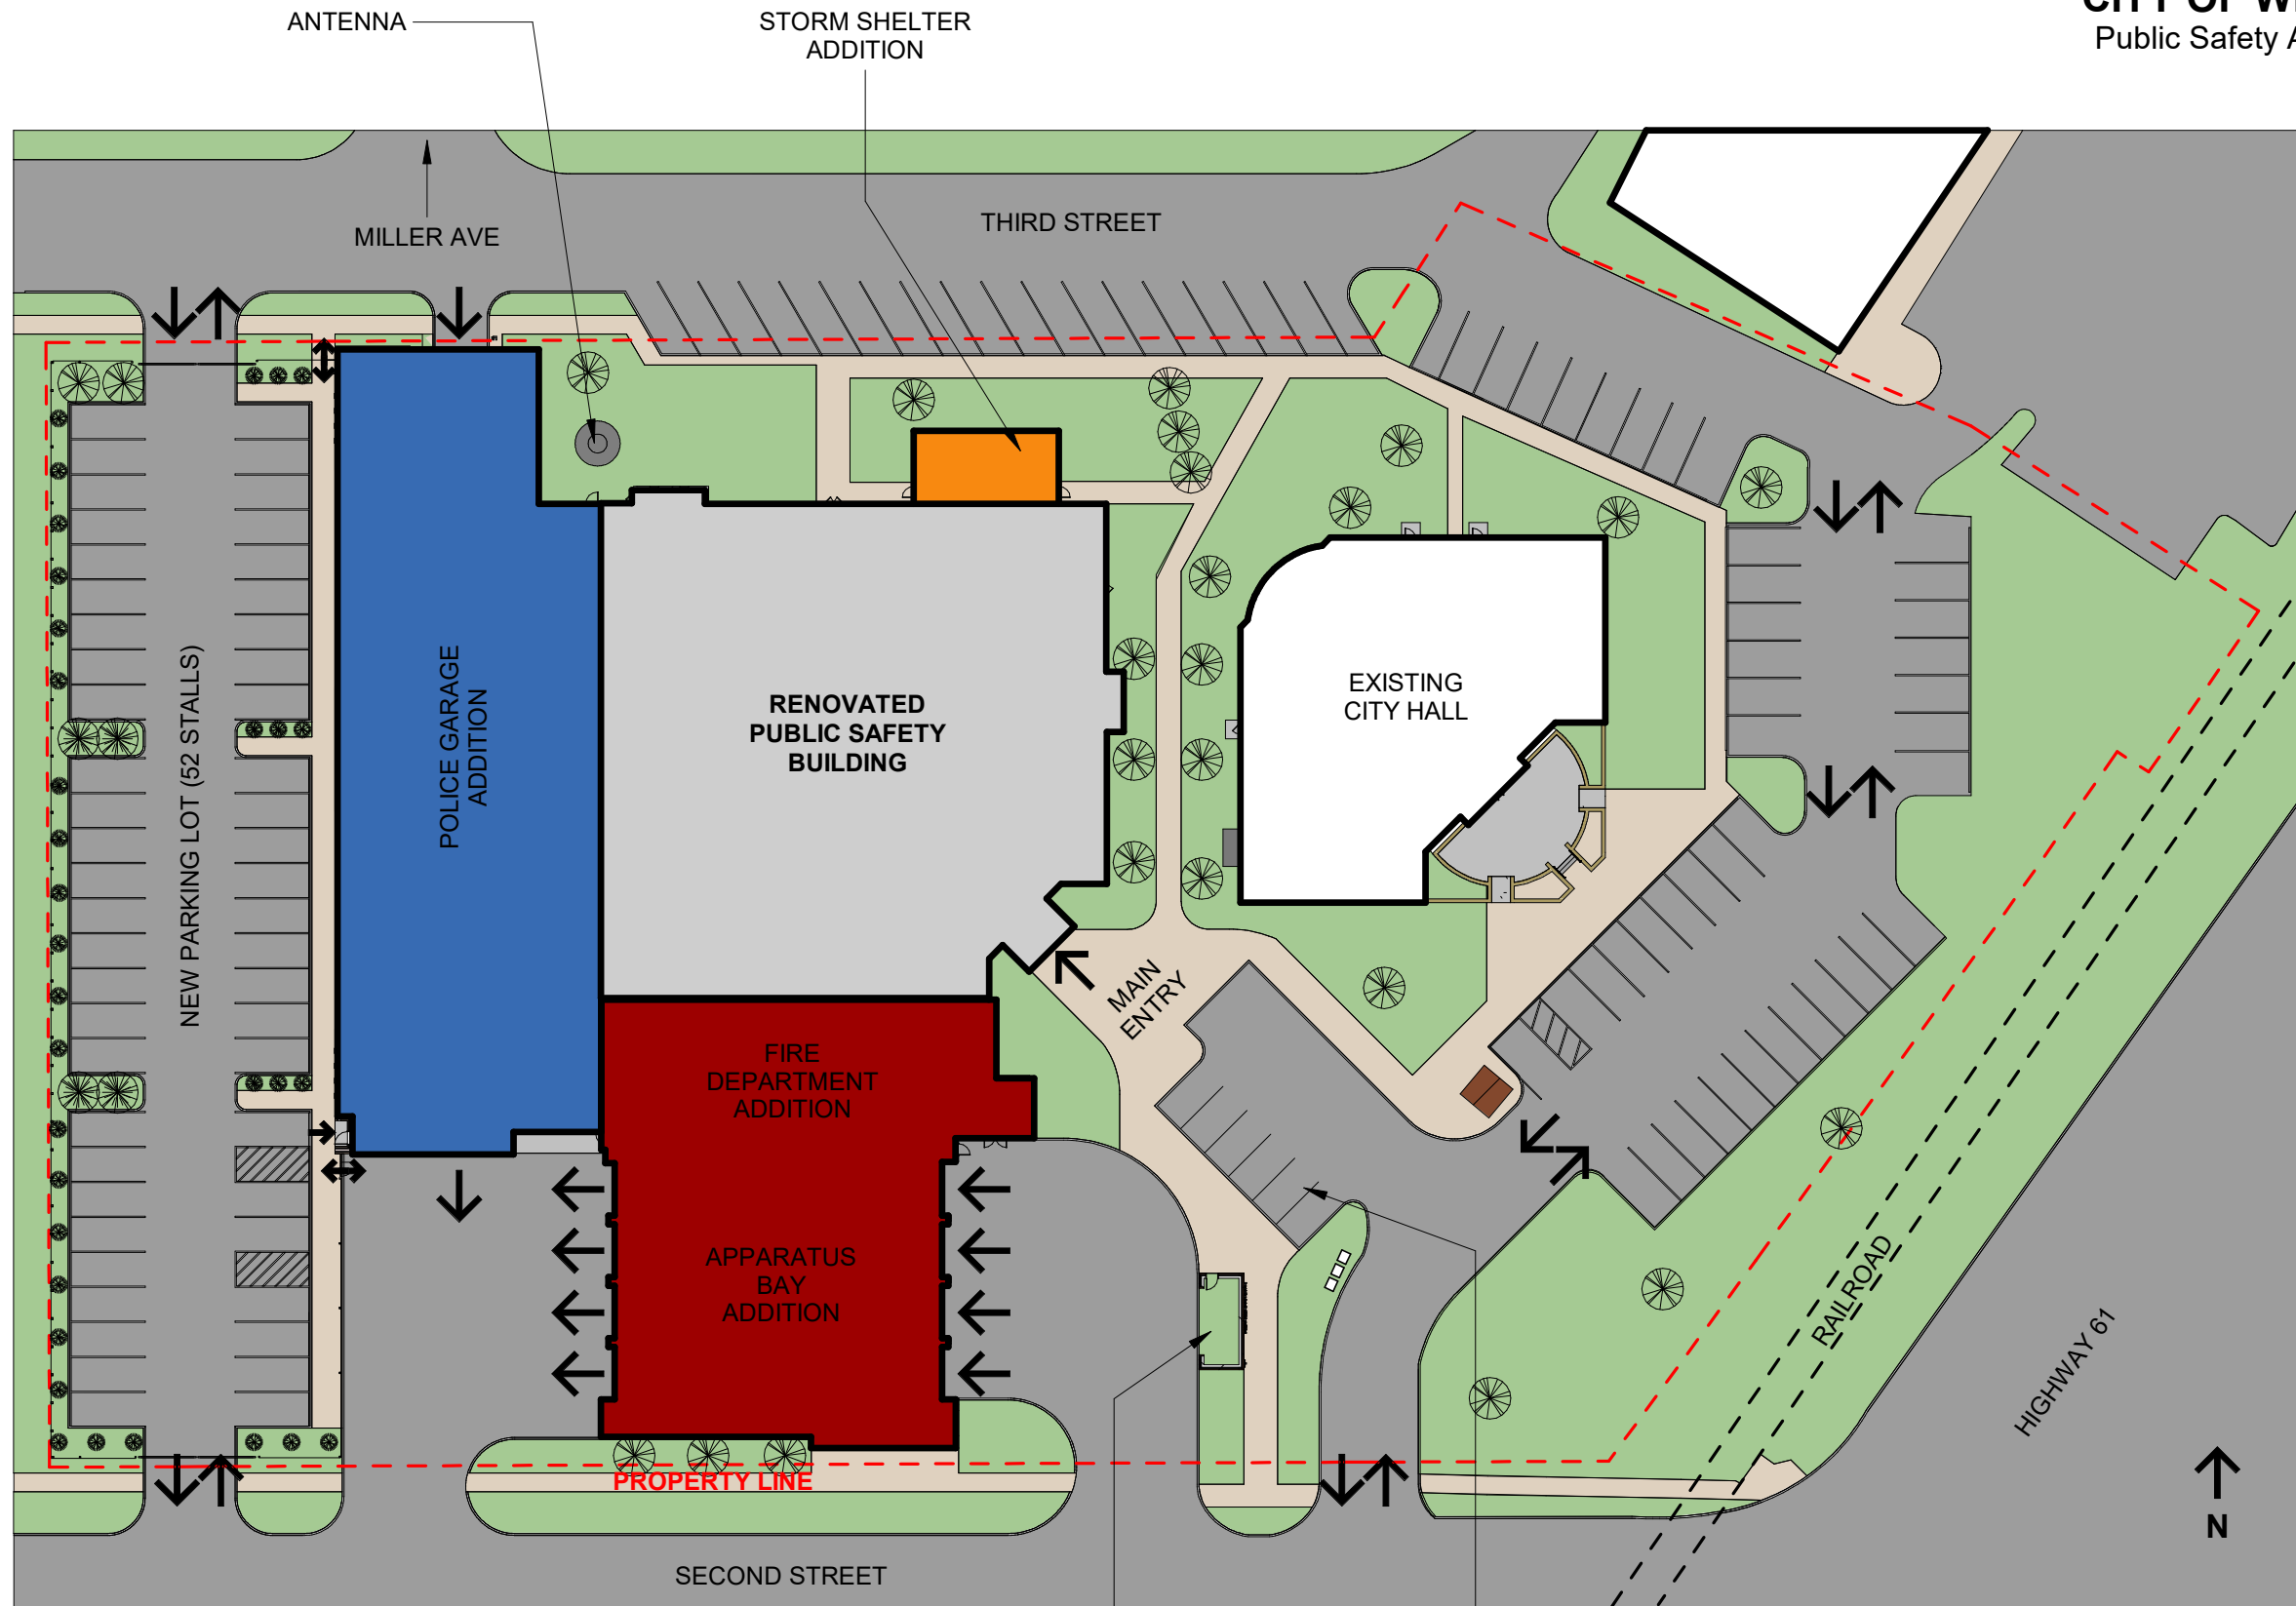 ANTENNA
STORM SHELTER
ADDITION
Public Safety
MILLER AVE
THIRD STREET
NEW PARKING LOT (52 STALLS)
POLICE GARAGE
ADDITION
RENOVATED
PUBLIC SAFETY
BUILDING
EXISTING
CITY HALL
MAIN
ENTRY
FIRE
DEPARTMENT
ADDITION
APPARATUS
BAY
ADDITION
RAILROAD
HIGHWAY 61
PROPERTY LINE
SECOND STREET
N